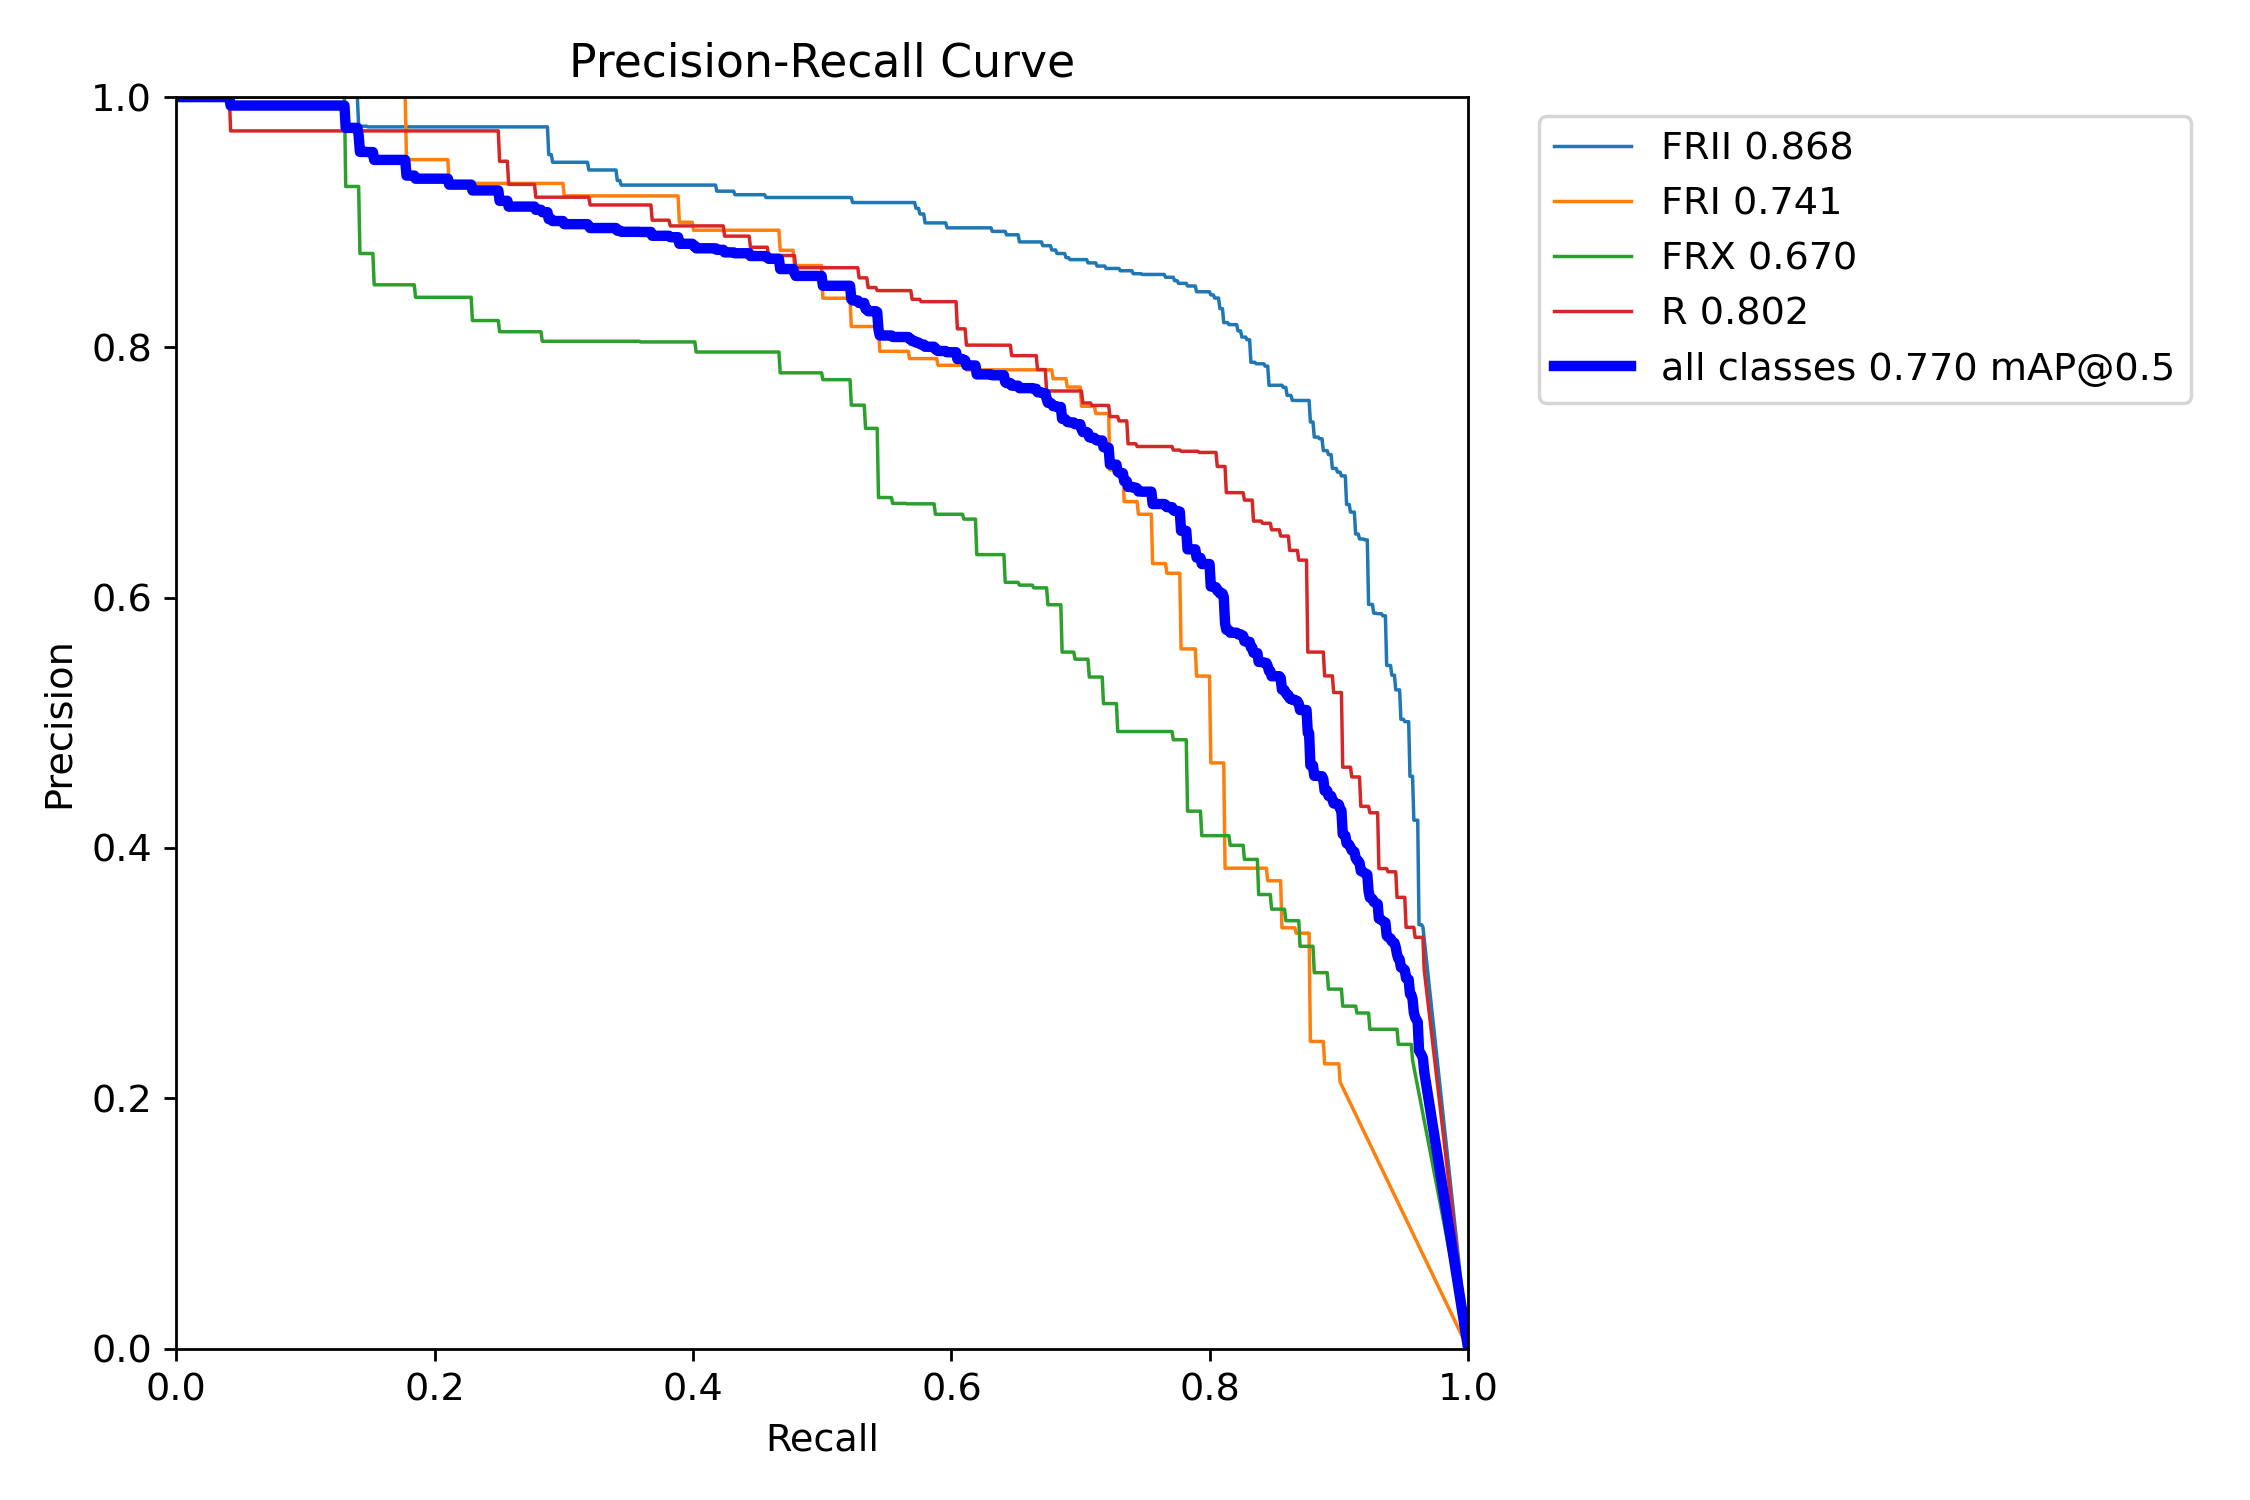 Precision-Recall Curve
1.0
0.8
0.6
0.4
0.2
0.0
Precision
0.0 0.2 0.4 0.6 0.8 1.0
Recall
FRII 0.868
FRI 0.741
FRX 0.670
R 0.802
all classes 0.770 mAP@0.5